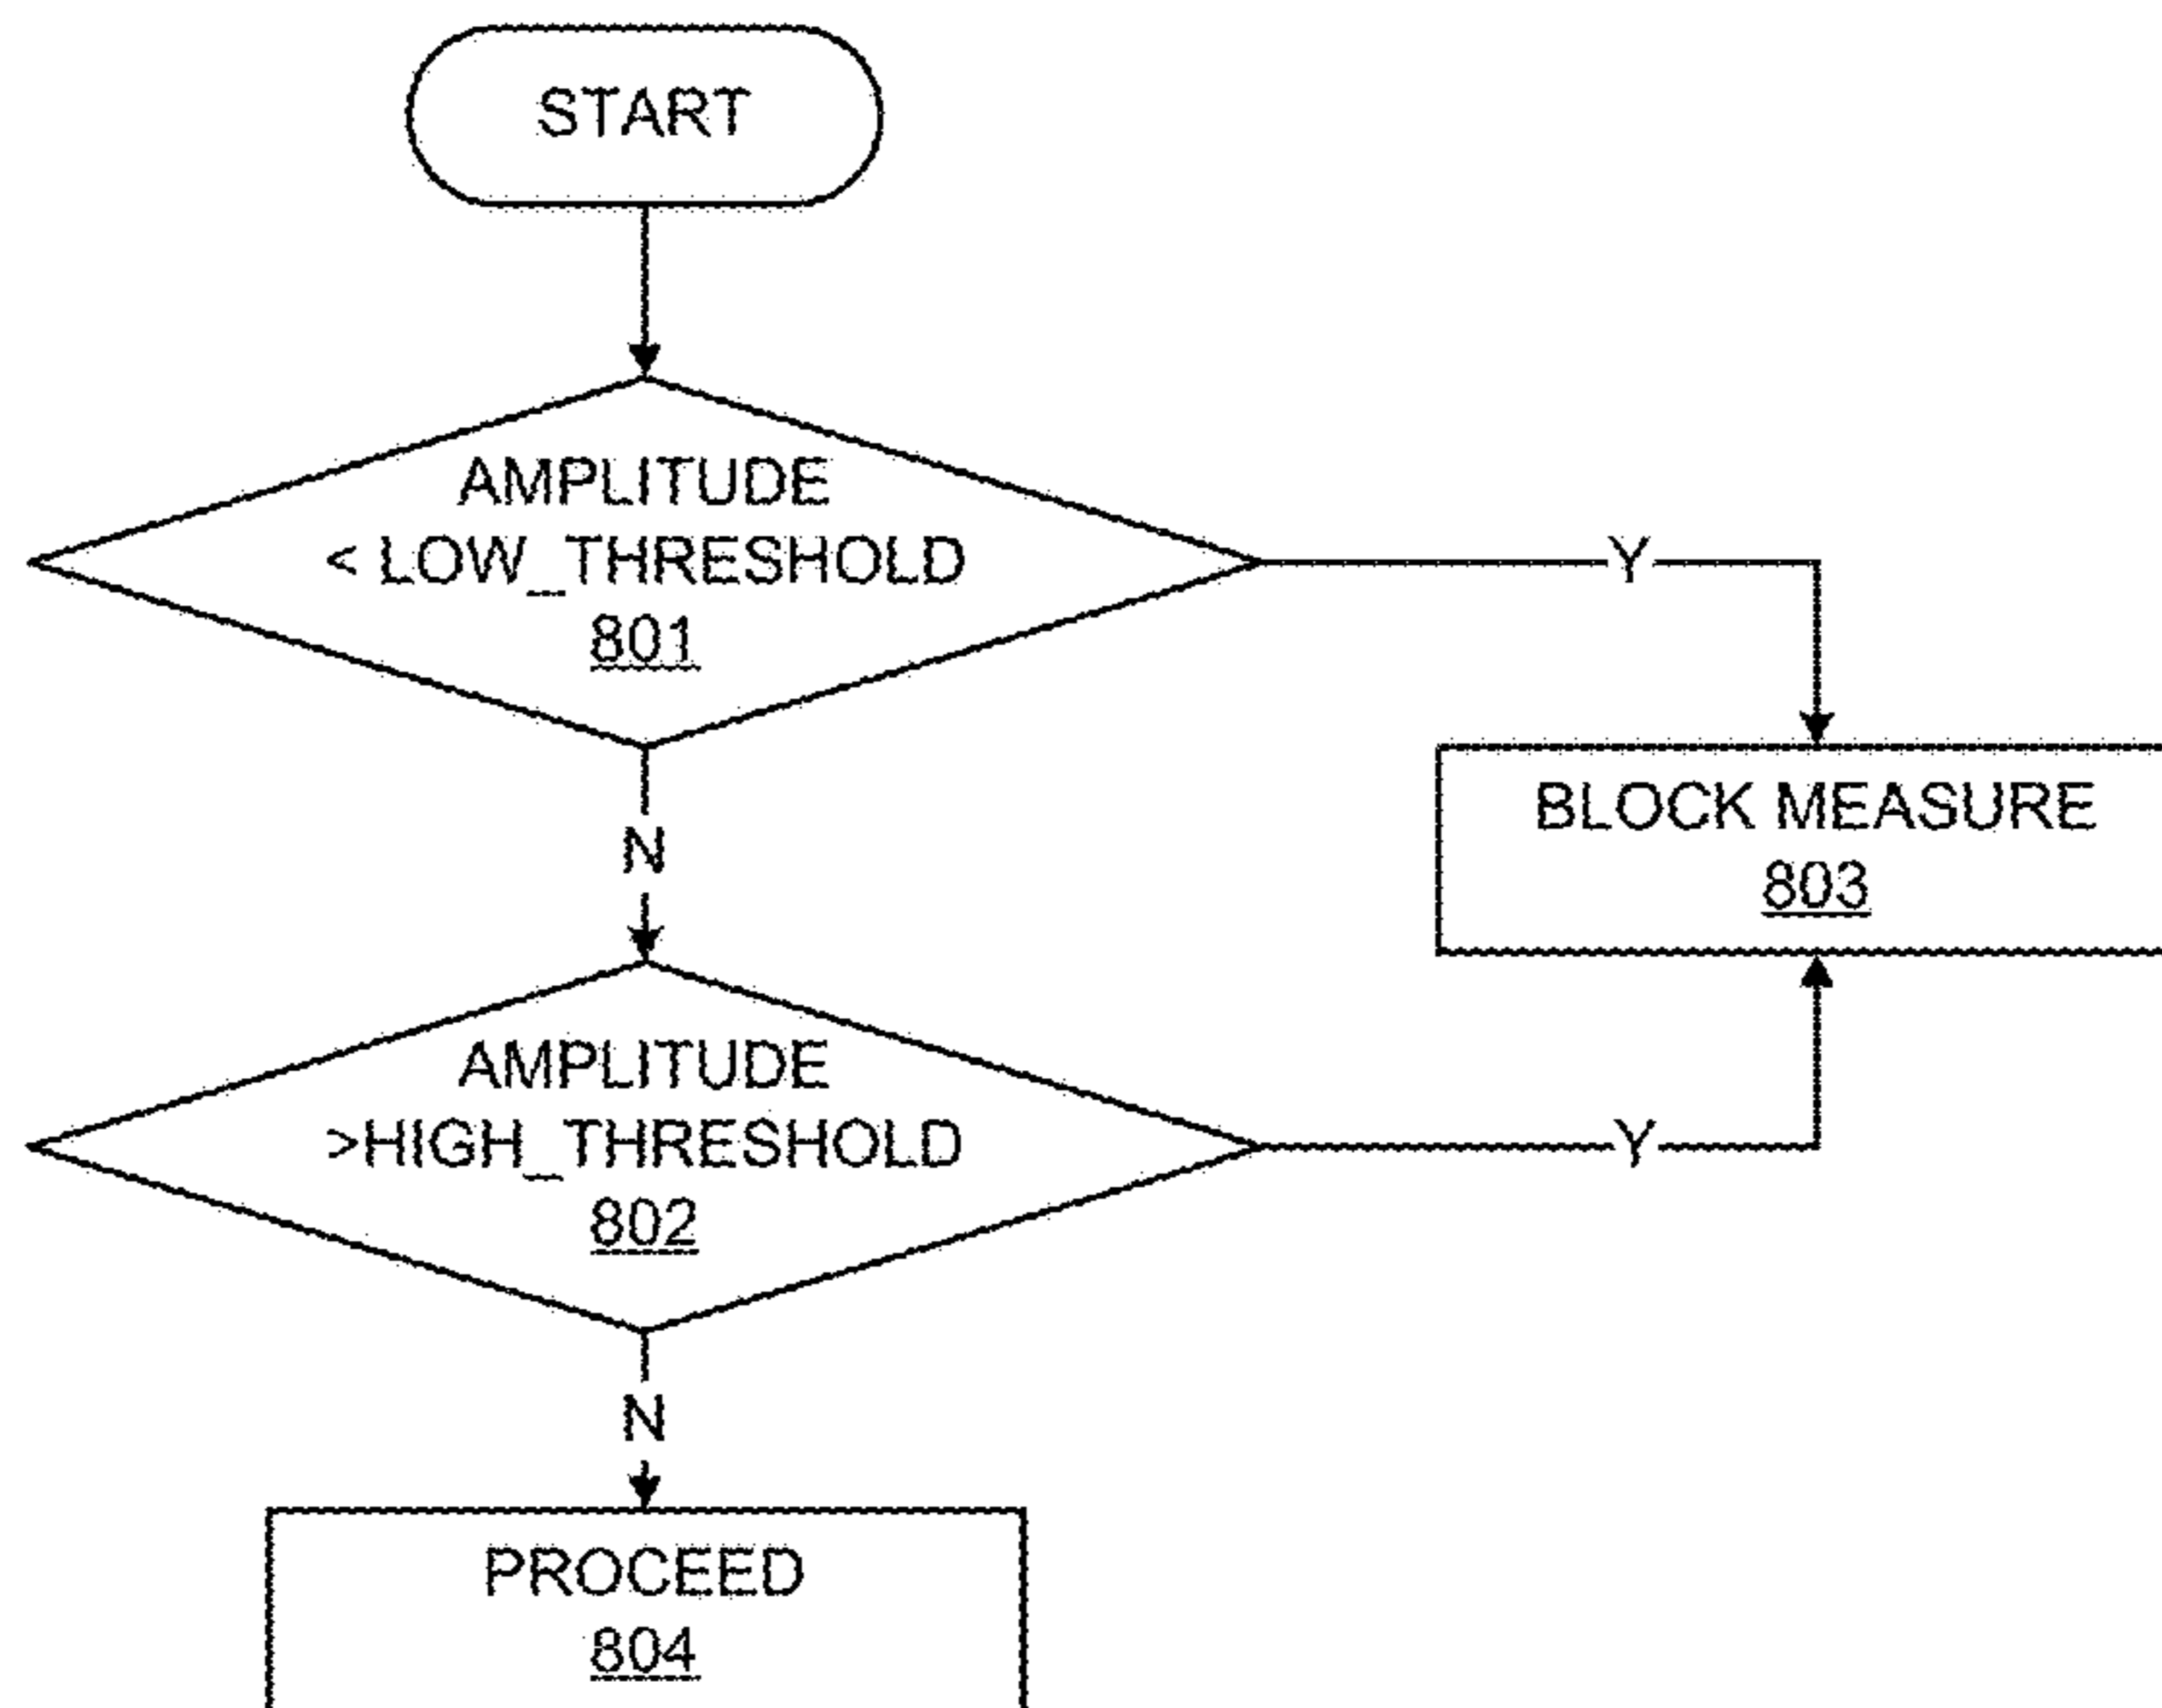 START
AMPLITUDE
< LOW_THRESHOLD
801
Y
BLOCK MEASURE
803
N
AMPLITUDE
>HIGH_THRESHOLD
802
Y
N
PROCEED
804